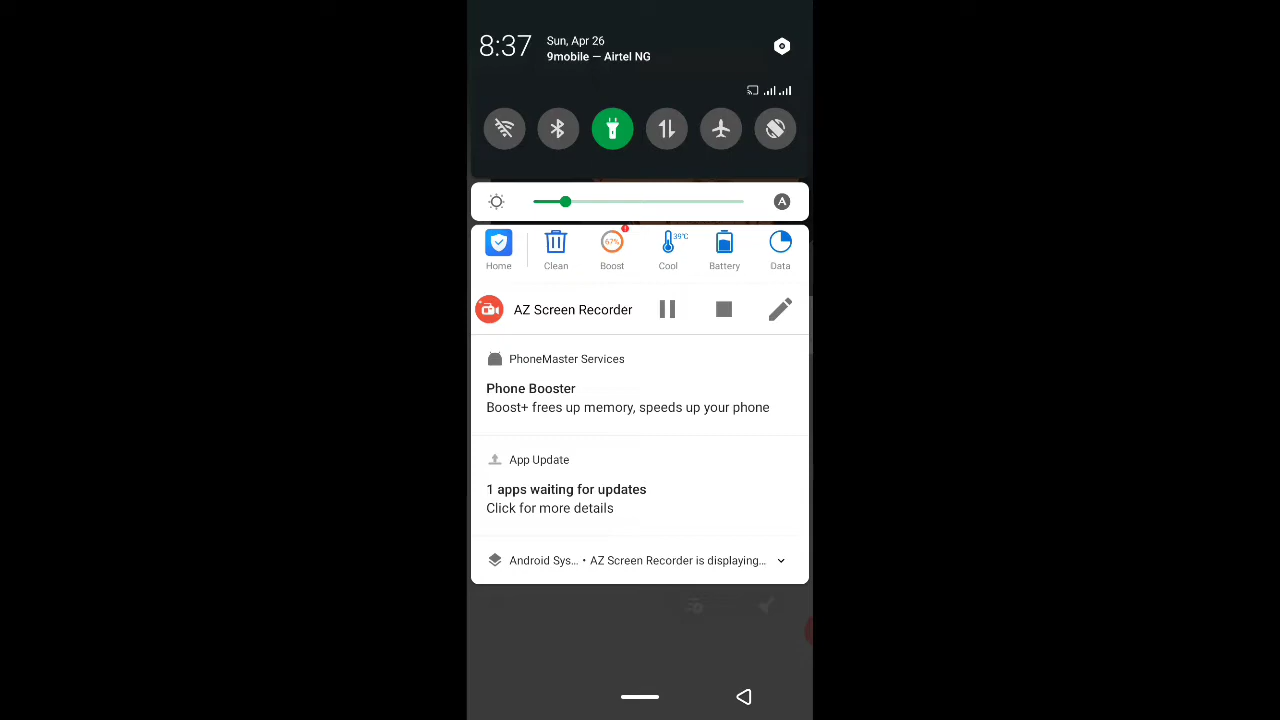 8:37
Sun, Apr 26
9mobile — Airtel NG
A
67%
!
39°C
Home
Clean
Boost
Cool
Battery
Data
AZ Screen Recorder
PhoneMaster Services
Phone Booster
Boost+ frees up memory, speeds up your phone
App Update
1 apps waiting for updates
Click for more details
Android Sys... • AZ Screen Recorder is displaying...